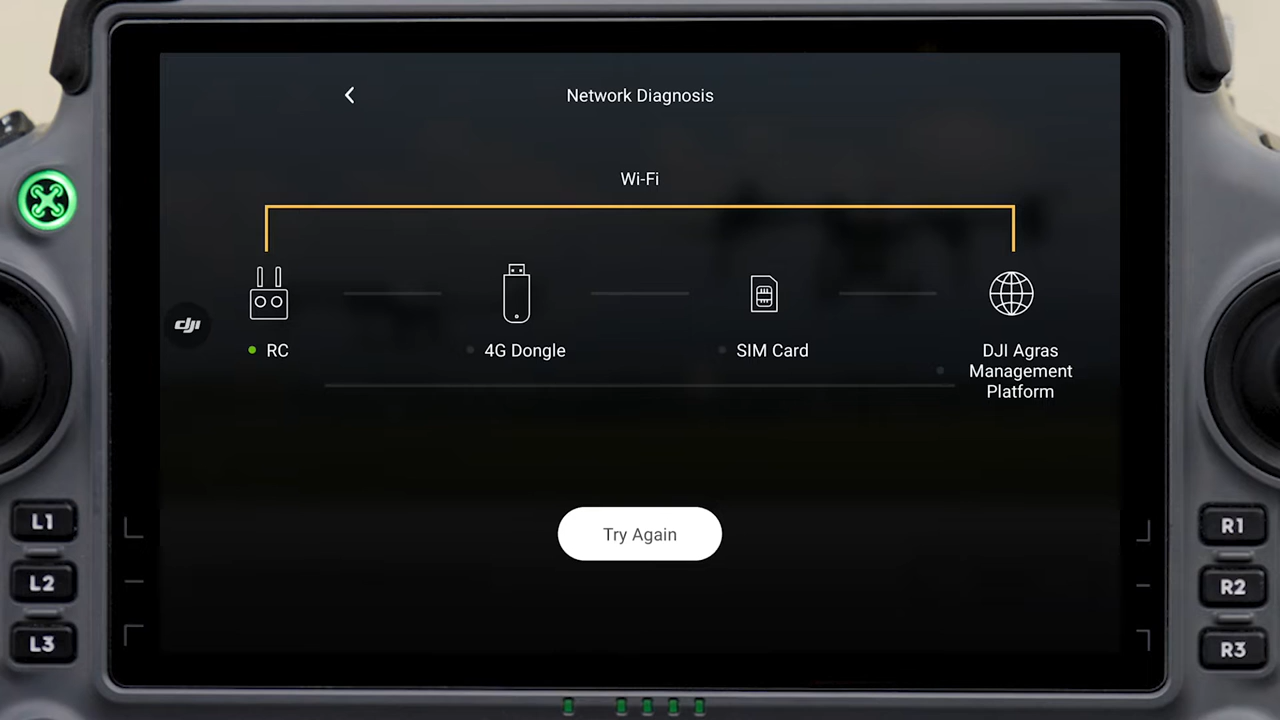 Network Diagnosis
Wi-Fi
dji
RC
4G Dongle
SIM Card
DJI Agras
Management
Platform
Try Again
L1
L2
L3
R1
R2
R3